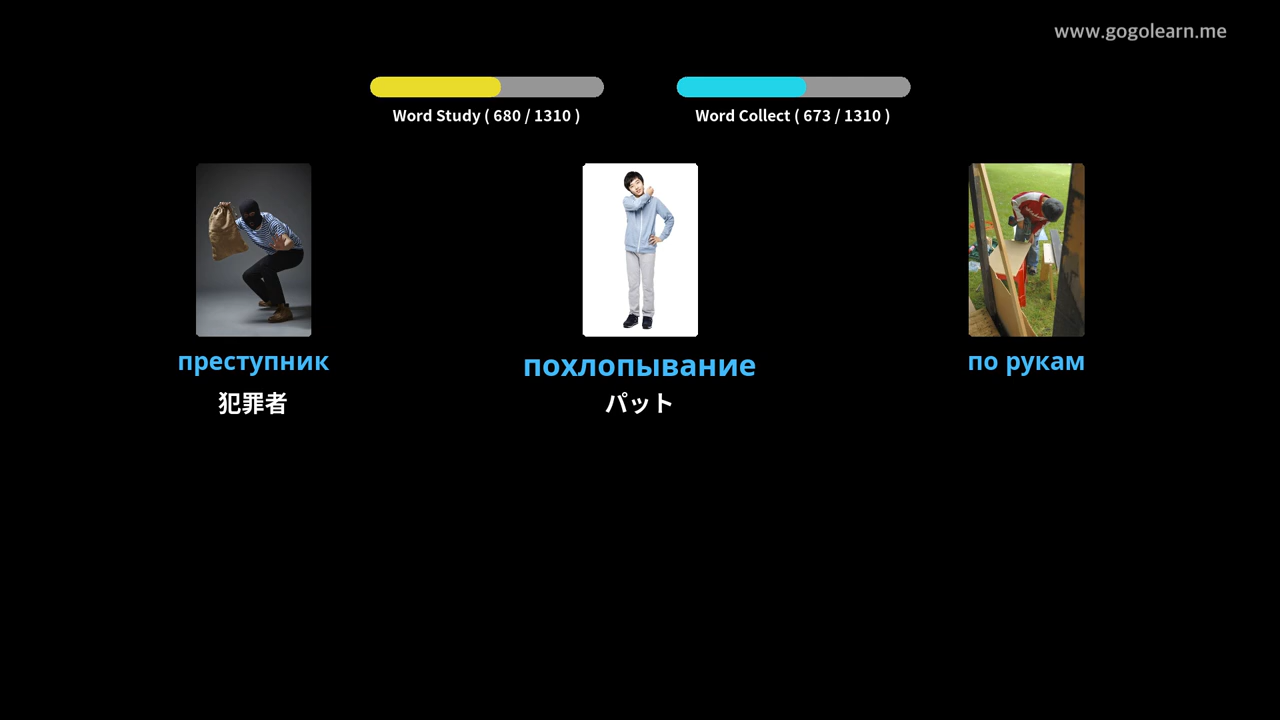 www.gogolearn.me
Word Study ( 680 / 1310 )
Word Collect ( 673 / 1310 )
преступник
похлопывание
по рукам
犯罪者
パット